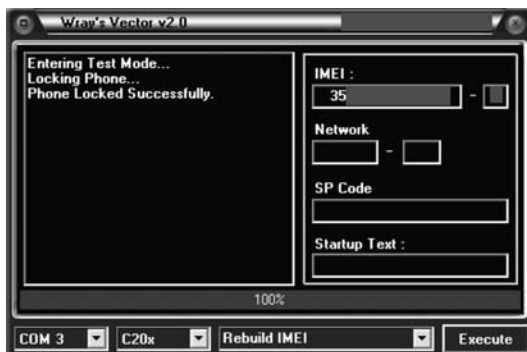 Wray's Vector v2.0
Entering Test Mode...
Locking Phone...
Phone Locked Successfully.
IMEI :
35
-
Network
-
SP Code
Startup Text :
100%
COM 3
C20x
Rebuild IMEI
Execute